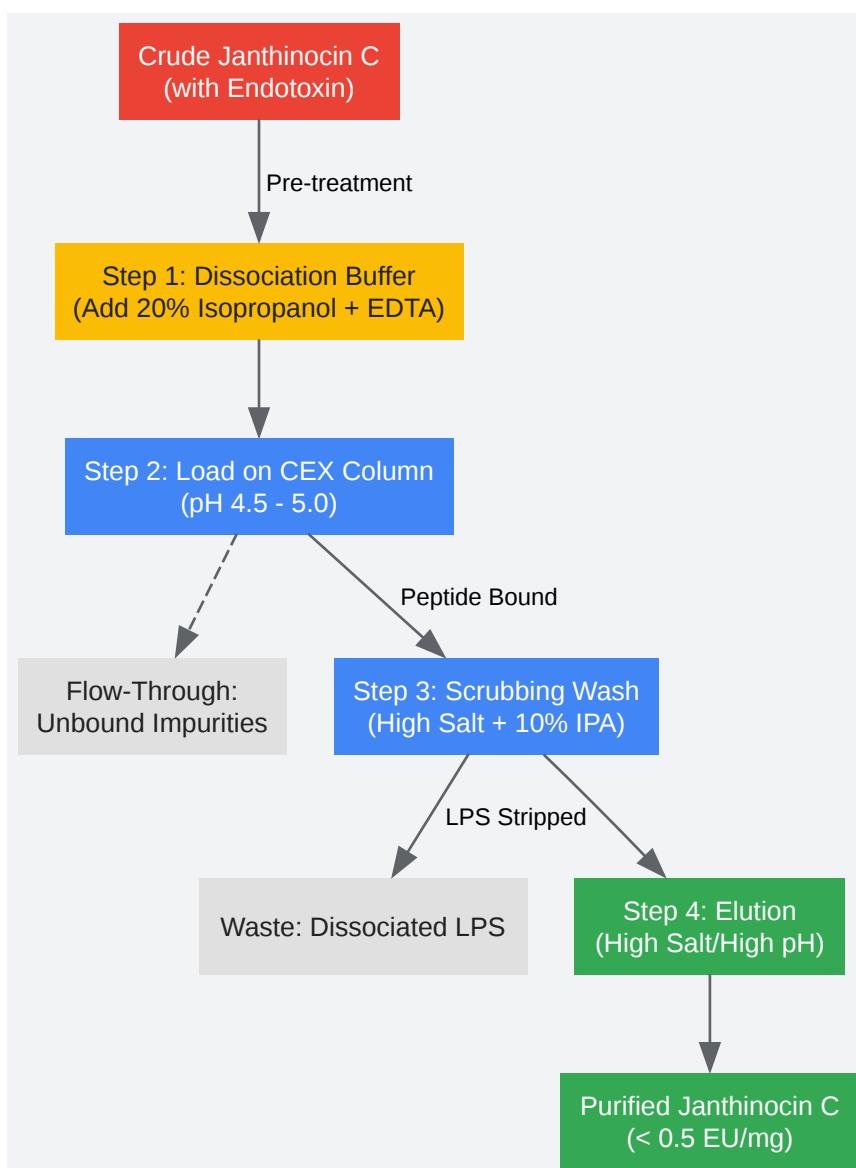 Crude Janthinocin C
(with Endotoxin)
Pre-treatment
Step 1: Dissociation Buffer
(Add 20% Isopropanol + EDTA)
Step 2: Load on CEX Column
(pH 4.5 - 5.0)
Peptide Bound
Flow-Through:
Unbound Impurities
Step 3: Scrubbing Wash
(High Salt + 10% IPA)
LPS Stripped
Waste: Dissociated LPS
Step 4: Elution
(High Salt/High pH)
Purified Janthinocin C
(< 0.5 EU/mg)